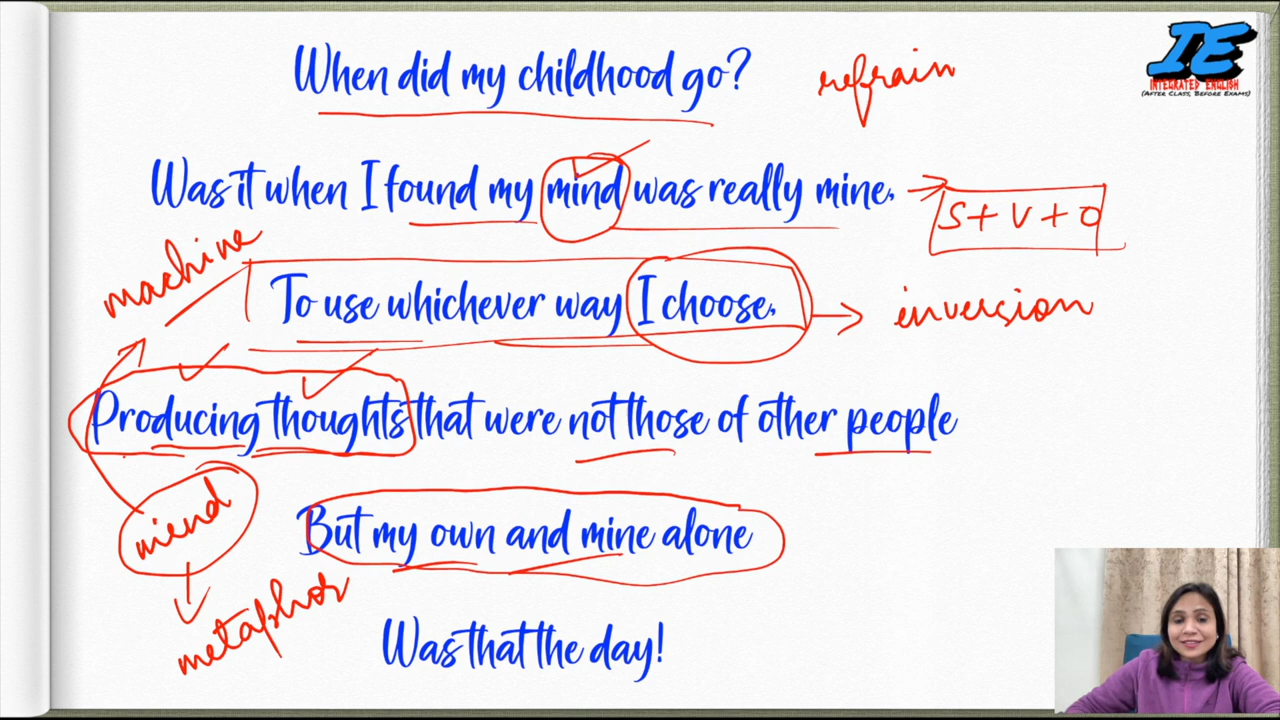 IE
INTEGRATED ENGLISH
(AFTER CLASS, BEFORE EXAMS)
When did my childhood go?
refrain
Was it when I found my mind was really mine,
S + V + O
machine
To use whichever way I choose,
inversion
Producing thoughts that were not those of other people
mind
But my own and mine alone
metaphor
Was that the day!